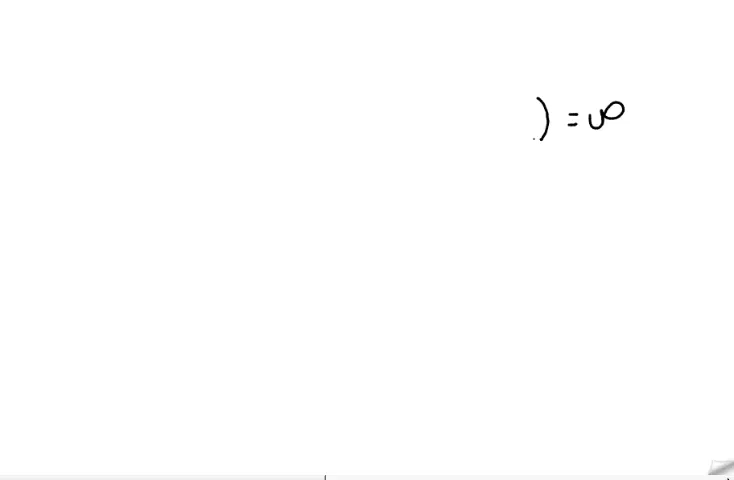 ص = (